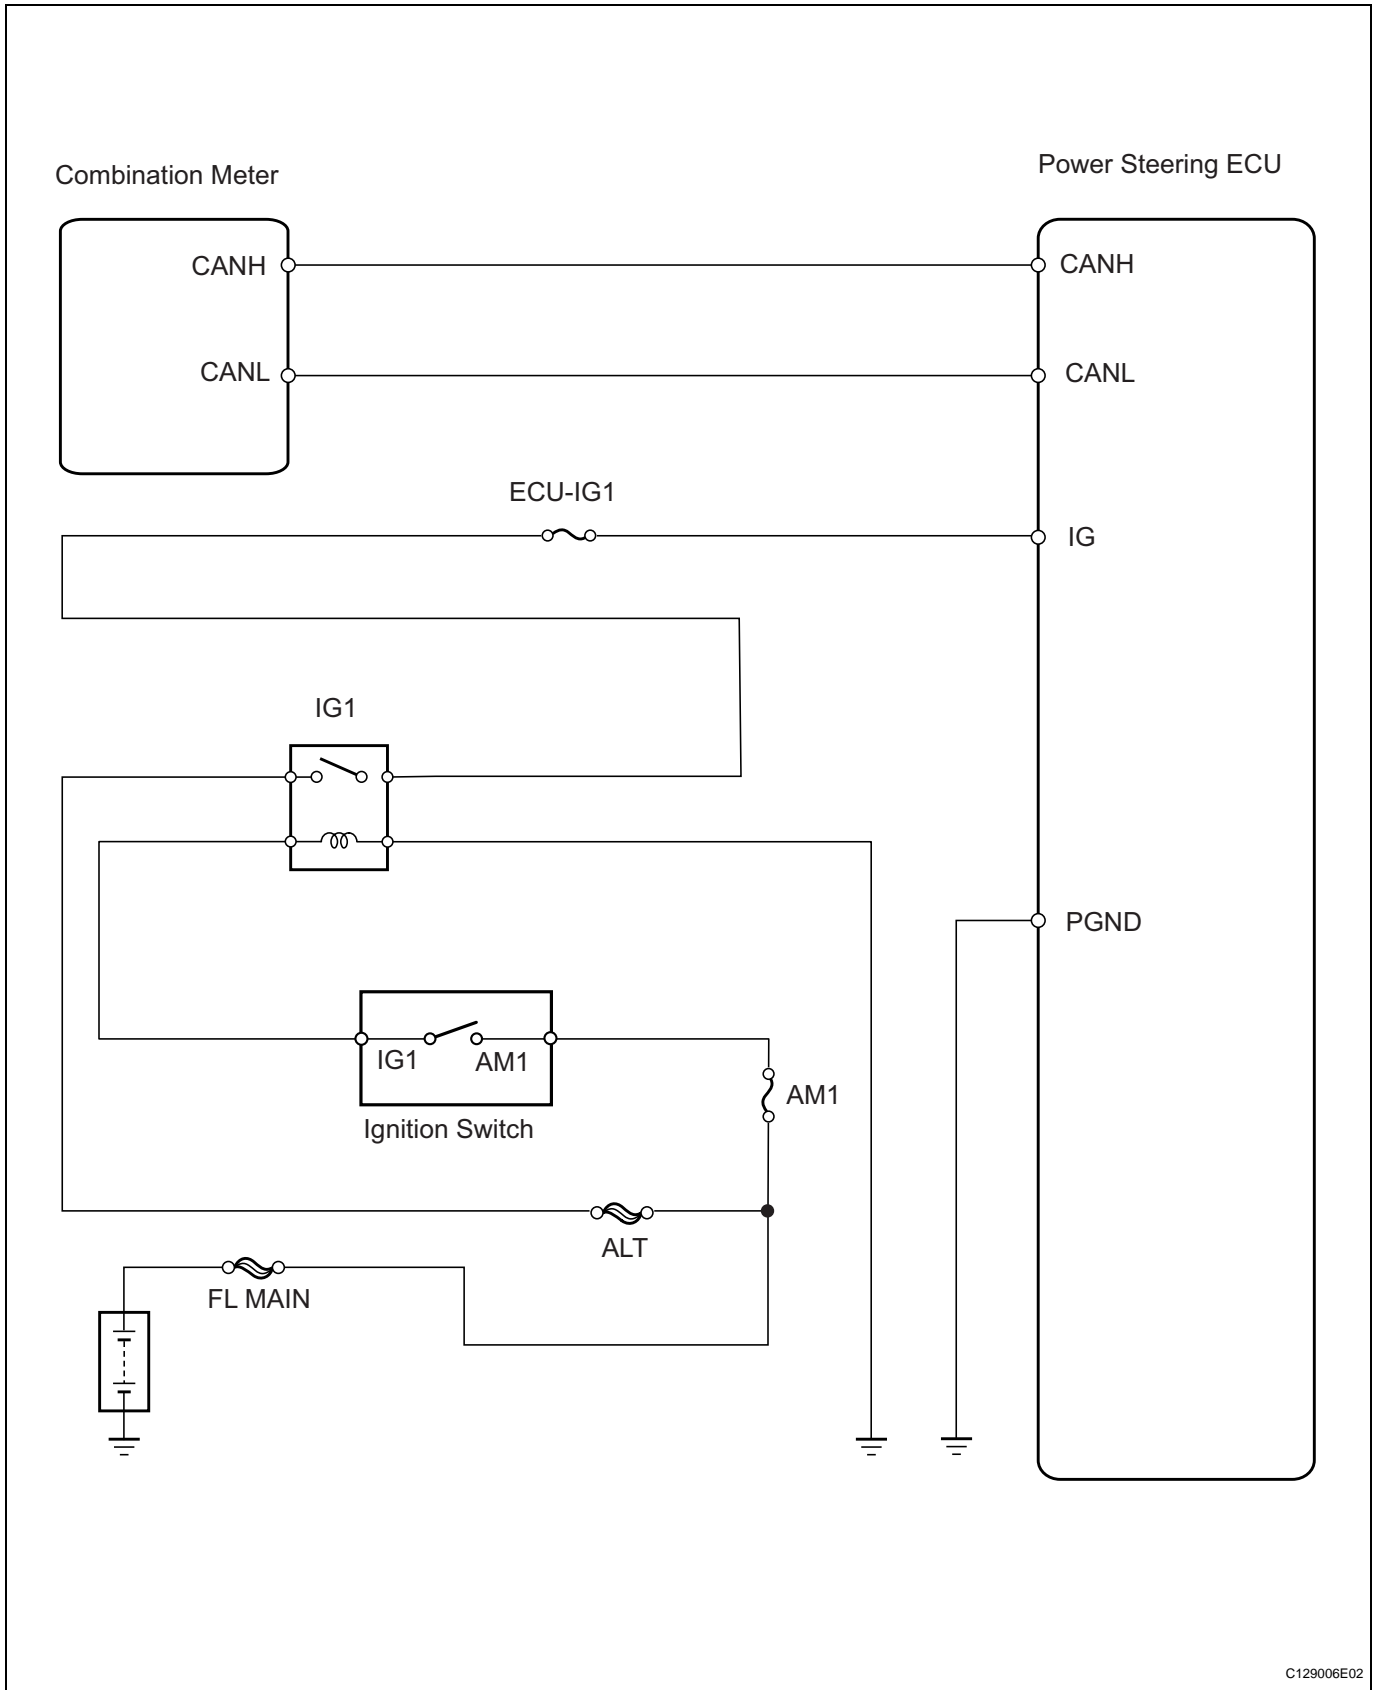 Combination Meter
Power Steering ECU
CANH
CANH
CANL
CANL
ECU-IG1
IG
IG1
PGND
IG1
AM1
AM1
Ignition Switch
ALT
FL MAIN
C129006E02